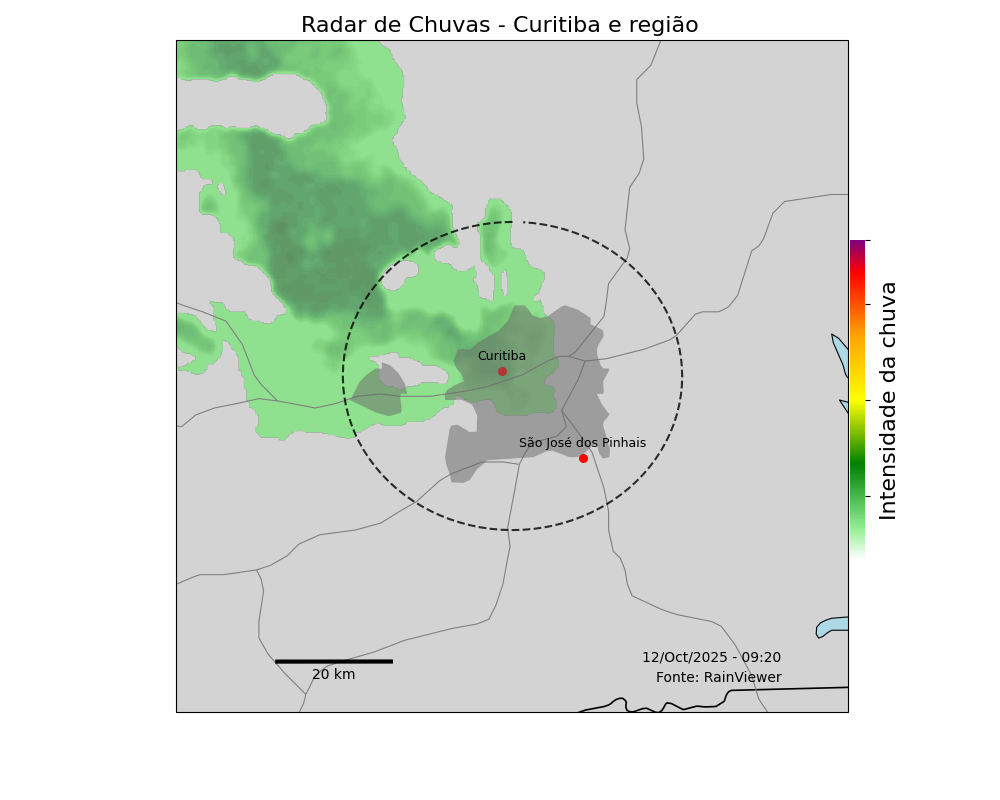 Radar de Chuvas - Curitiba e região
Curitiba
São José dos Pinhais
Intensidade da chuva
12/Oct/2025 - 09:20
Fonte: RainViewer
20 km